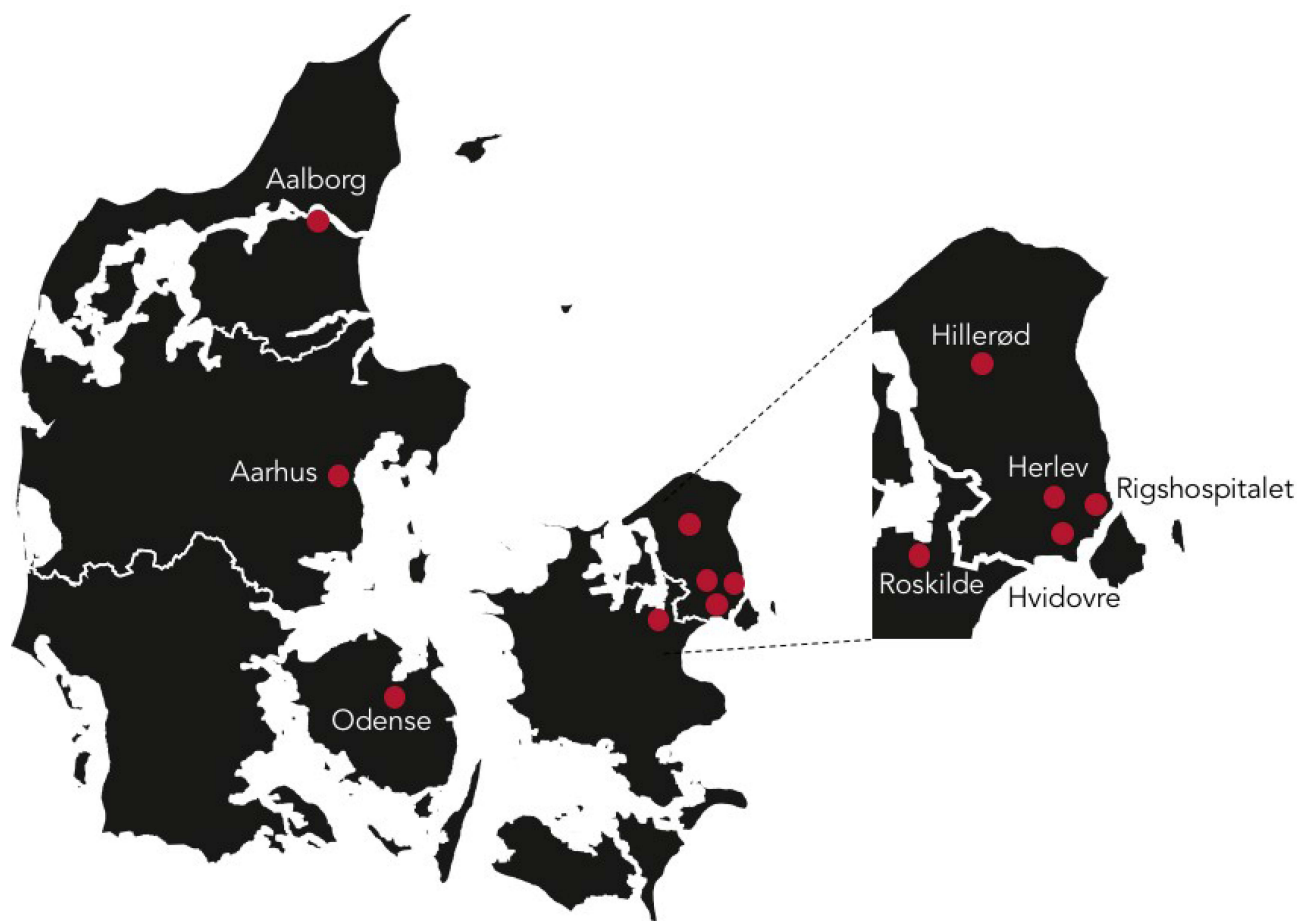 Aalborg
Hillerød
Aarhus
Herlev
Rigshospitalet
Roskilde
Hvidovre
Odense